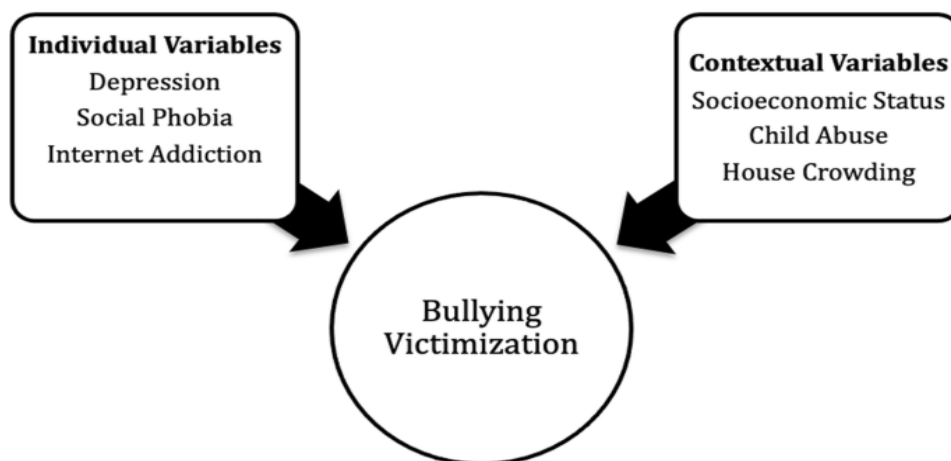 Individual Variables
Depression
Social Phobia
Internet Addiction
Contextual Variables
Socioeconomic Status
Child Abuse
House Crowding
Bullying
Victimization